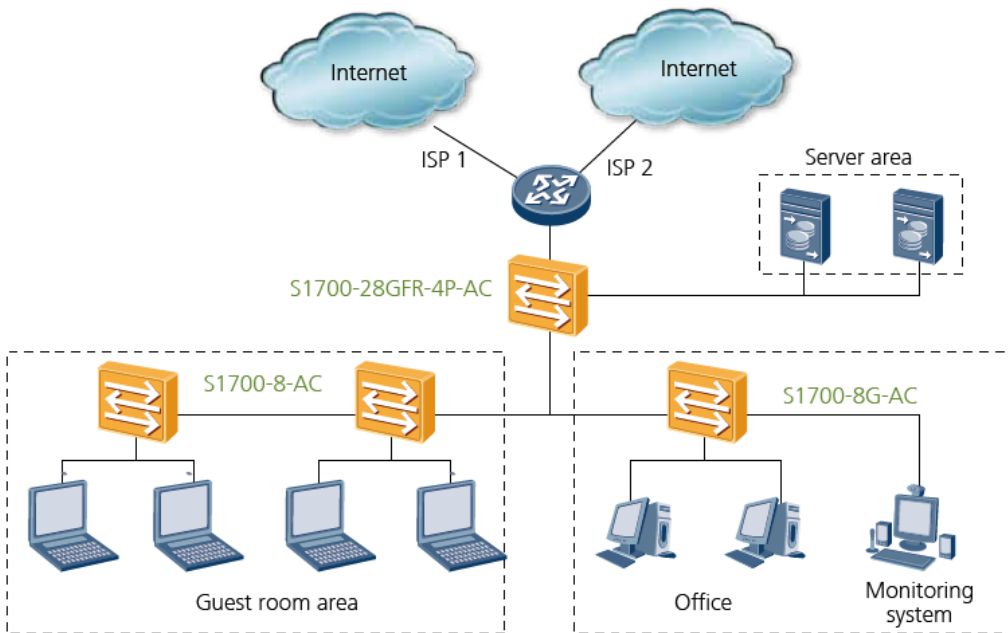 Internet
Internet
ISP 1
ISP 2
Server area
S1700-28GFR-4P-AC
S1700-8-AC
S1700-8G-AC
Guest room area
Office
Monitoring
system